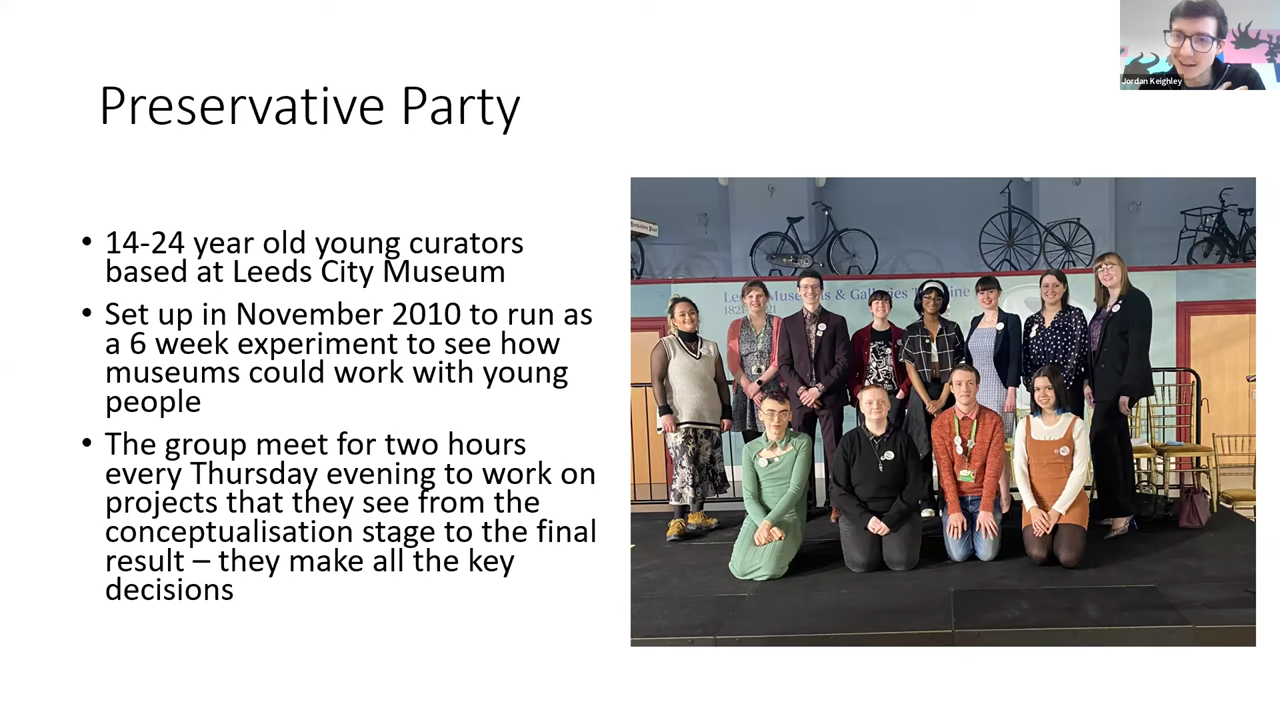 Preservative Party
Jordan Keighley
• 14-24 year old young curators
based at Leeds City Museum
• Set up in November 2010 to run as
a 6 week experiment to see how
museums could work with young
people
• The group meet for two hours
every Thursday evening to work on
projects that they see from the
conceptualisation stage to the final
result – they make all the key
decisions
Museums & Galleries